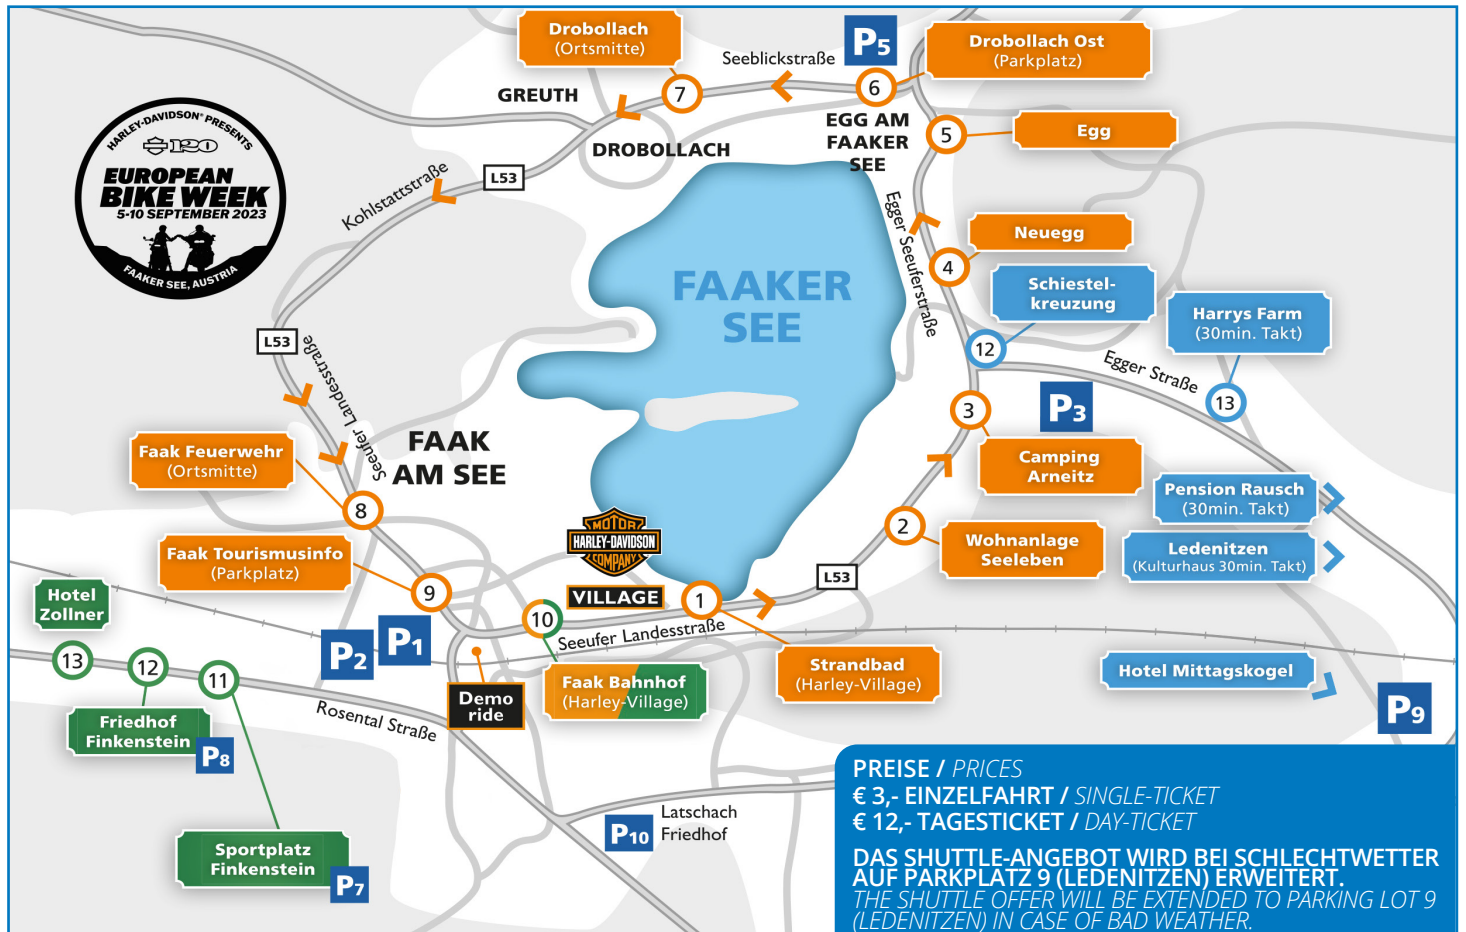 Drobollach
(Ortsmitte)
P5
Drobollach Ost
(Parkplatz)
Seeblickstraße
6
7
GREUTH
EGG AM
FAAKER
SEE
5
Egg
DROBOLLACH
HARLEY-DAVIDSON® PRESENTS
120
EUROPEAN
BIKE WEEK
5-10 SEPTEMBER 2023
FAAKER SEE, AUSTRIA
L53
Kohlstattstraße
Egger Seeuferstraße
Neuegg
4
FAAKER
SEE
Schiestel-
kreuzung
Harrys Farm
(30min. Takt)
L53
12
Egger Straße
Seeufer Landesstraße
13
3
P3
FAAK
AM SEE
Faak Feuerwehr
(Ortsmitte)
Camping
Arneitz
Pension Rausch
(30min. Takt)
8
MOTOR
HARLEY-DAVIDSON
COMPANY
2
Wohnanlage
Seeleben
Ledenitzen
(Kulturhaus 30min. Takt)
Faak Tourismusinfo
(Parkplatz)
L53
9
VILLAGE
1
Hotel
Zollner
10
Seeufer Landesstraße
P2
P1
13
12
11
Strandbad
(Harley-Village)
Hotel Mittagskogel
Faak Bahnhof
(Harley-Village)
Demo
ride
P9
Rosental Straße
Friedhof
Finkenstein
P8
Sportplatz
Finkenstein
P7
P10
Latschach
Friedhof
PREISE / PRICES
€ 3,- EINZELFAHRT / SINGLE-TICKET
€ 12,- TAGESTICKET / DAY-TICKET
DAS SHUTTLE-ANGEBOT WIRD BEI SCHLECHTWETTER
AUF PARKPLATZ 9 (LEDENITZEN) ERWEITERT.
THE SHUTTLE OFFER WILL BE EXTENDED TO PARKING LOT 9
(LEDENITZEN) IN CASE OF BAD WEATHER.